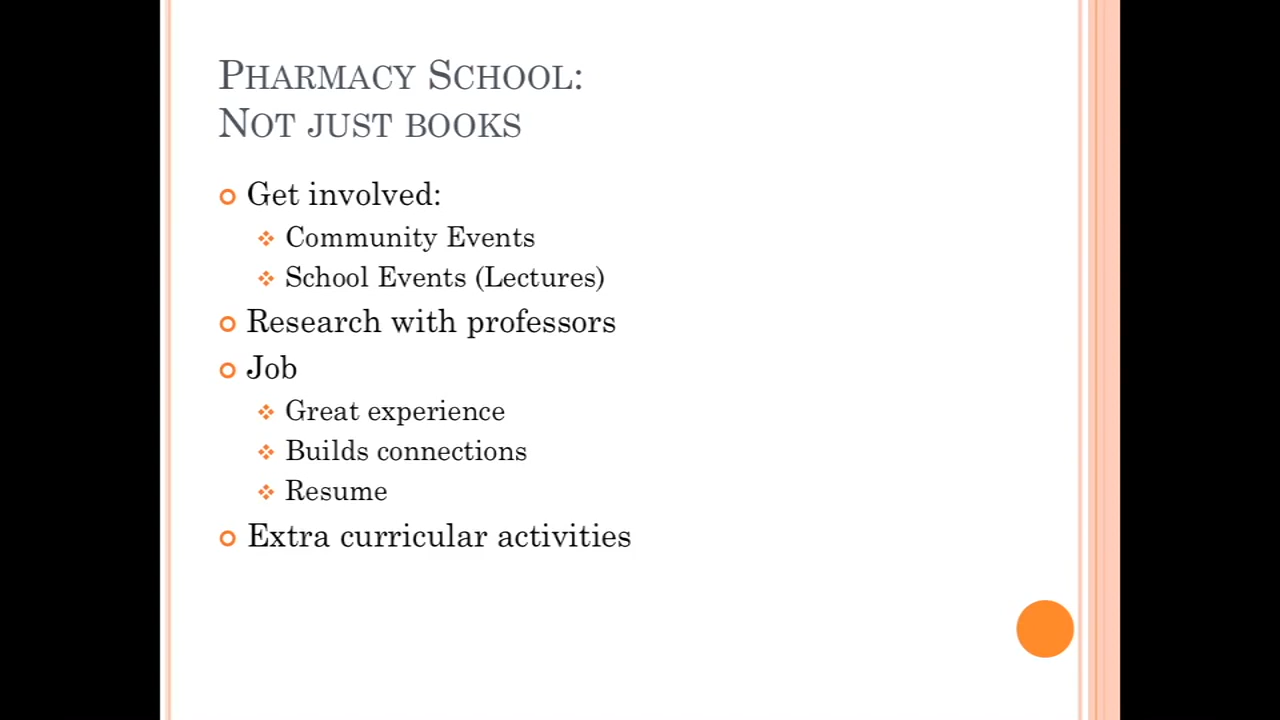 Pharmacy School:
Not just books
Get involved:
Community Events
School Events (Lectures)
Research with professors
Job
Great experience
Builds connections
Resume
Extra curricular activities